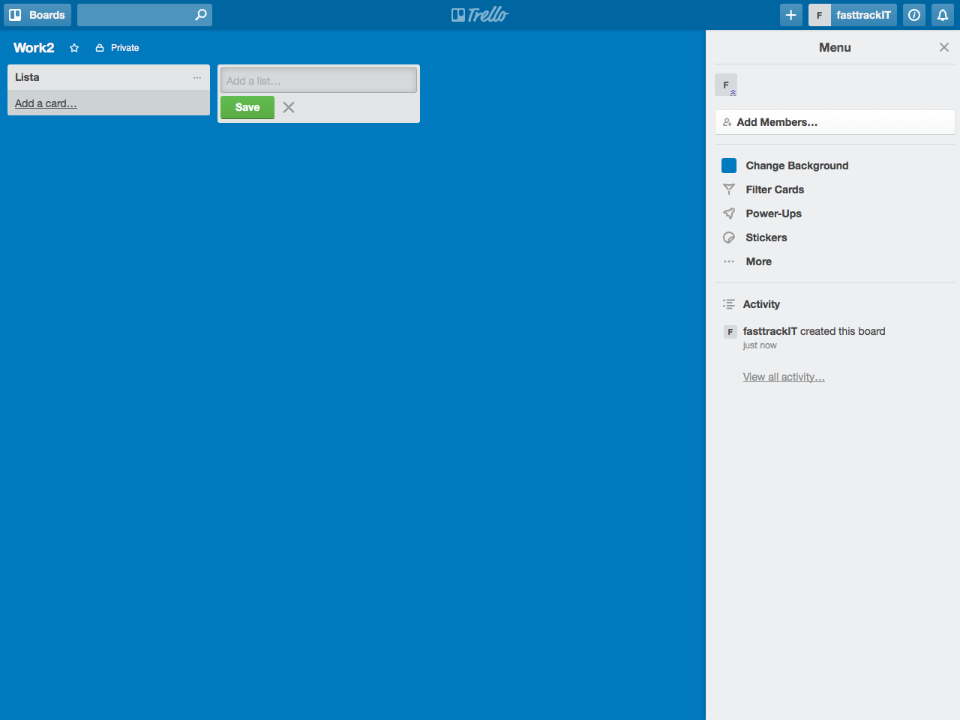 Boards
Trello
F fasttrackIT
Work2
Private
Menu
Lista
Add a list…
Add a card…
Save
F
Add Members…
Change Background
Filter Cards
Power-Ups
Stickers
More
Activity
F fasttrackIT created this board
just now
View all activity…